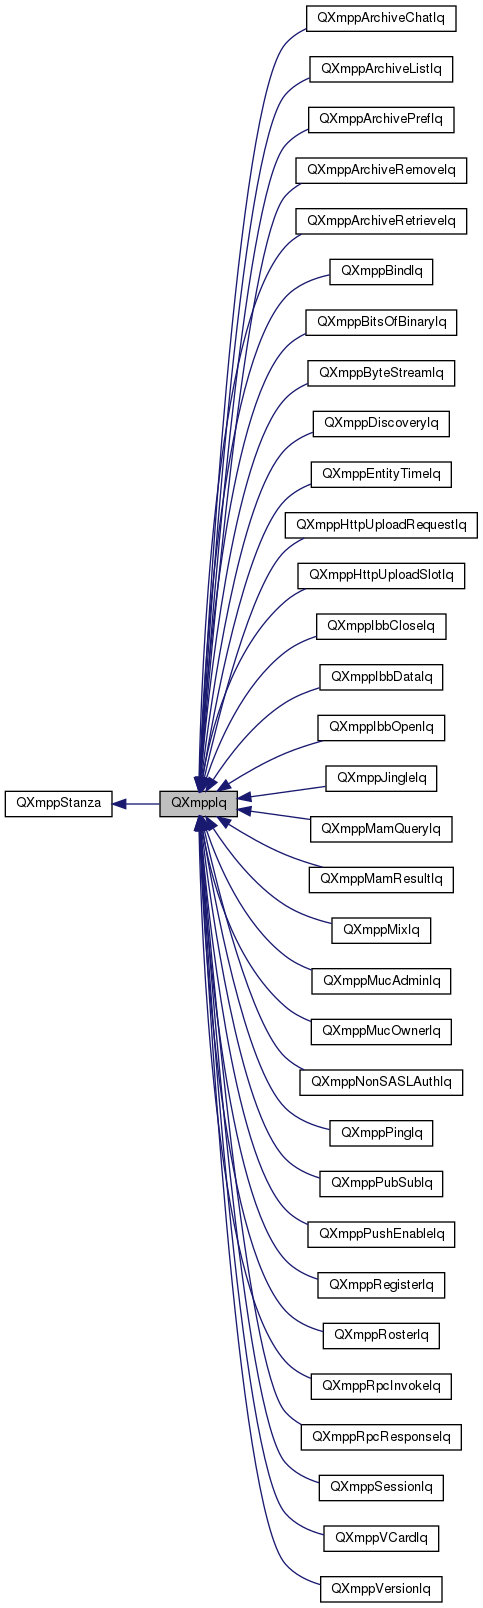 QXmppArchiveChatIq
QXmppArchiveListIq
QXmppArchivePrefIq
QXmppArchiveRemoveIq
QXmppArchiveRetrieveIq
QXmppBindIq
QXmppBitsOfBinaryIq
QXmppByteStreamIq
QXmppDiscoveryIq
QXmppEntityTimeIq
QXmppHttpUploadRequestIq
QXmppHttpUploadSlotIq
QXmppIbbCloseIq
QXmppIbbDataIq
QXmppIbbOpenIq
QXmppJingleIq
QXmppStanza
QXmppIq
QXmppMamQueryIq
QXmppMamResultIq
QXmppMixIq
QXmppMucAdminIq
QXmppMucOwnerIq
QXmppNonSASLAuthIq
QXmppPingIq
QXmppPubSubIq
QXmppPushEnableIq
QXmppRegisterIq
QXmppRosterIq
QXmppRpcInvokeIq
QXmppRpcResponseIq
QXmppSessionIq
QXmppVCardIq
QXmppVersionIq